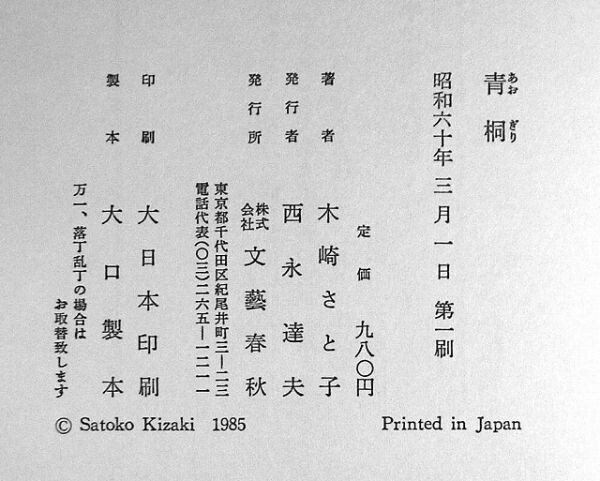 青桐
あおぎり
昭和六十年三月一日 第一刷
定価 九八〇円
著者 木崎さと子
発行者 西永達夫
発行所 株式会社 文藝春秋
東京都千代田区紀尾井町三―二三
電話代表(〇三)二六五―一二一一
印刷 大日本印刷
製本 大口製本
万一、落丁乱丁の場合は
お取替致します
© Satoko Kizaki 1985
Printed in Japan